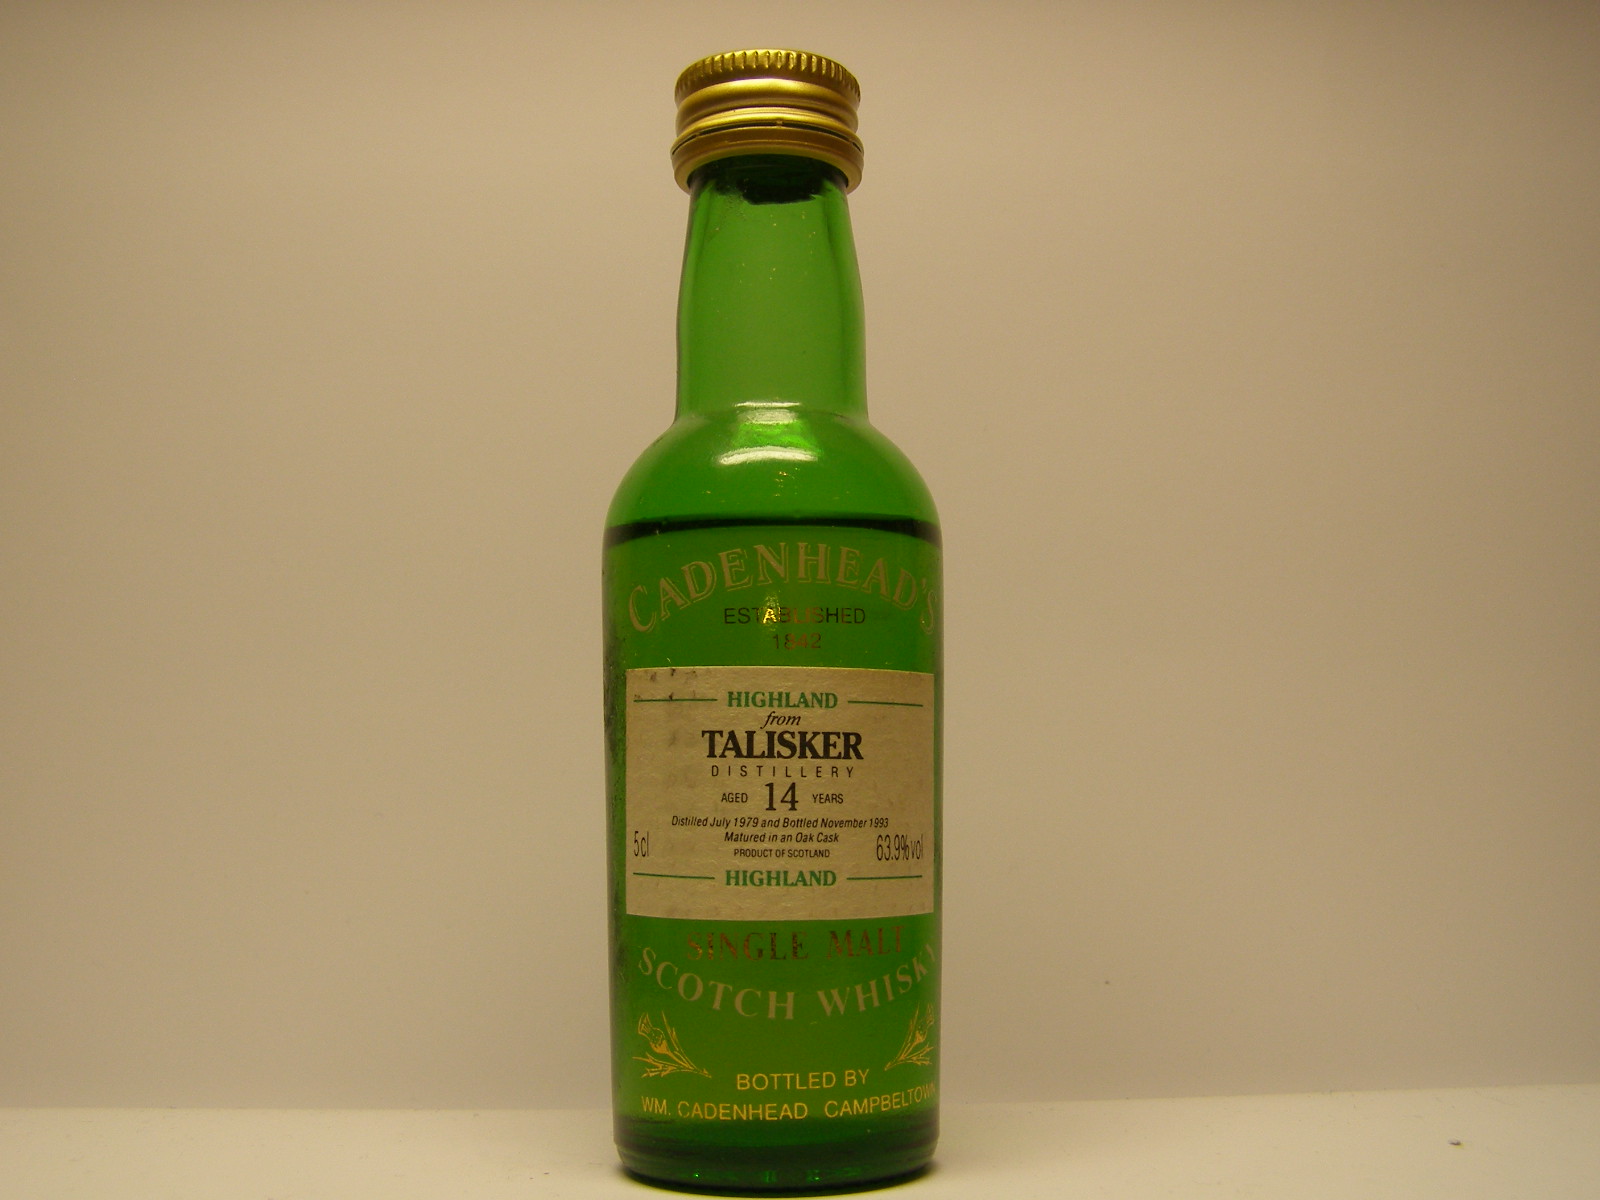 CADENHEAD'S
ESTABLISHED
1842
HIGHLAND
from
TALISKER
DISTILLERY
AGED 14 YEARS
Distilled July 1979 and Bottled November 1993
Matured in an Oak Cask
5cl PRODUCT OF SCOTLAND 63.9%vol
HIGHLAND
SINGLE MALT
SCOTCH WHISKY
BOTTLED BY
WM. CADENHEAD CAMPBELTOWN